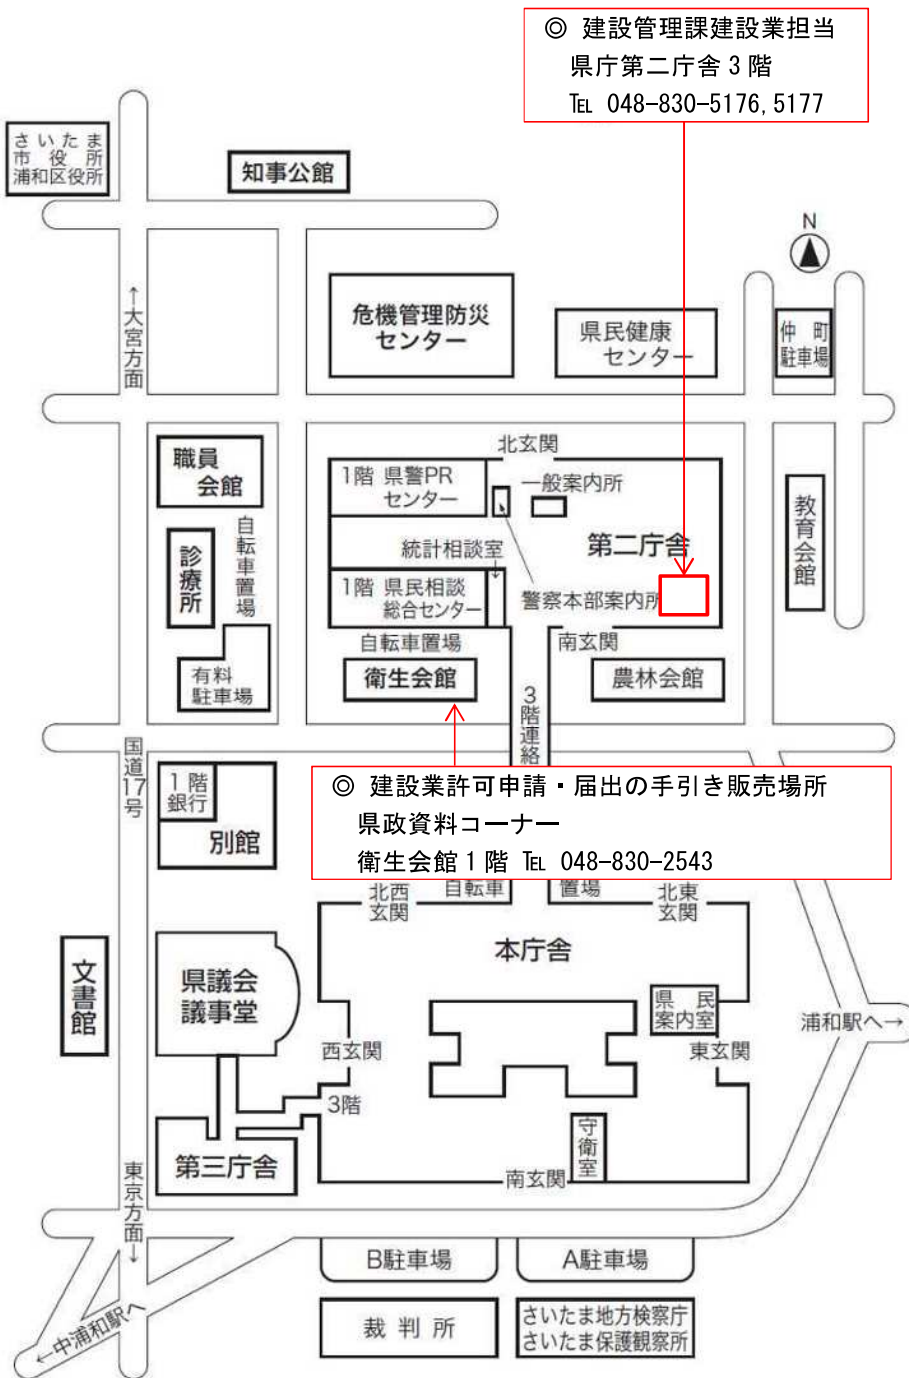 ◎ 建設管理課建設業担当
県庁第二庁舎3階
℡ 048-830-5176,5177
さいたま
市役所
浦和区役所
知事公館
N
↑大宮方面
危機管理防災
センター
県民健康
センター
仲町
駐車場
北玄関
職員
会館
1階 県警PR
センター
一般案内所
教育会館
自転車置場
診療所
第二庁舎
統計相談室
↓
1階 県民相談
総合センター
警察本部案内所
自転車置場
南玄関
有料
駐車場
衛生会館
農林会館
3階連絡
国道17号
1階
銀行
別館
◎ 建設業許可申請・届出の手引き販売場所
県政資料コーナー
衛生会館1階 ℡ 048-830-2543
北西
玄関
自転車
置場
北東
玄関
本庁舎
文書館
県議会
議事堂
県民
案内室
浦和駅へ→
西玄関
東玄関
3階
守衛室
第三庁舎
南玄関
東京方面→
B駐車場
A駐車場
←中浦和駅へ
裁判所
さいたま地方検察庁
さいたま保護観察所